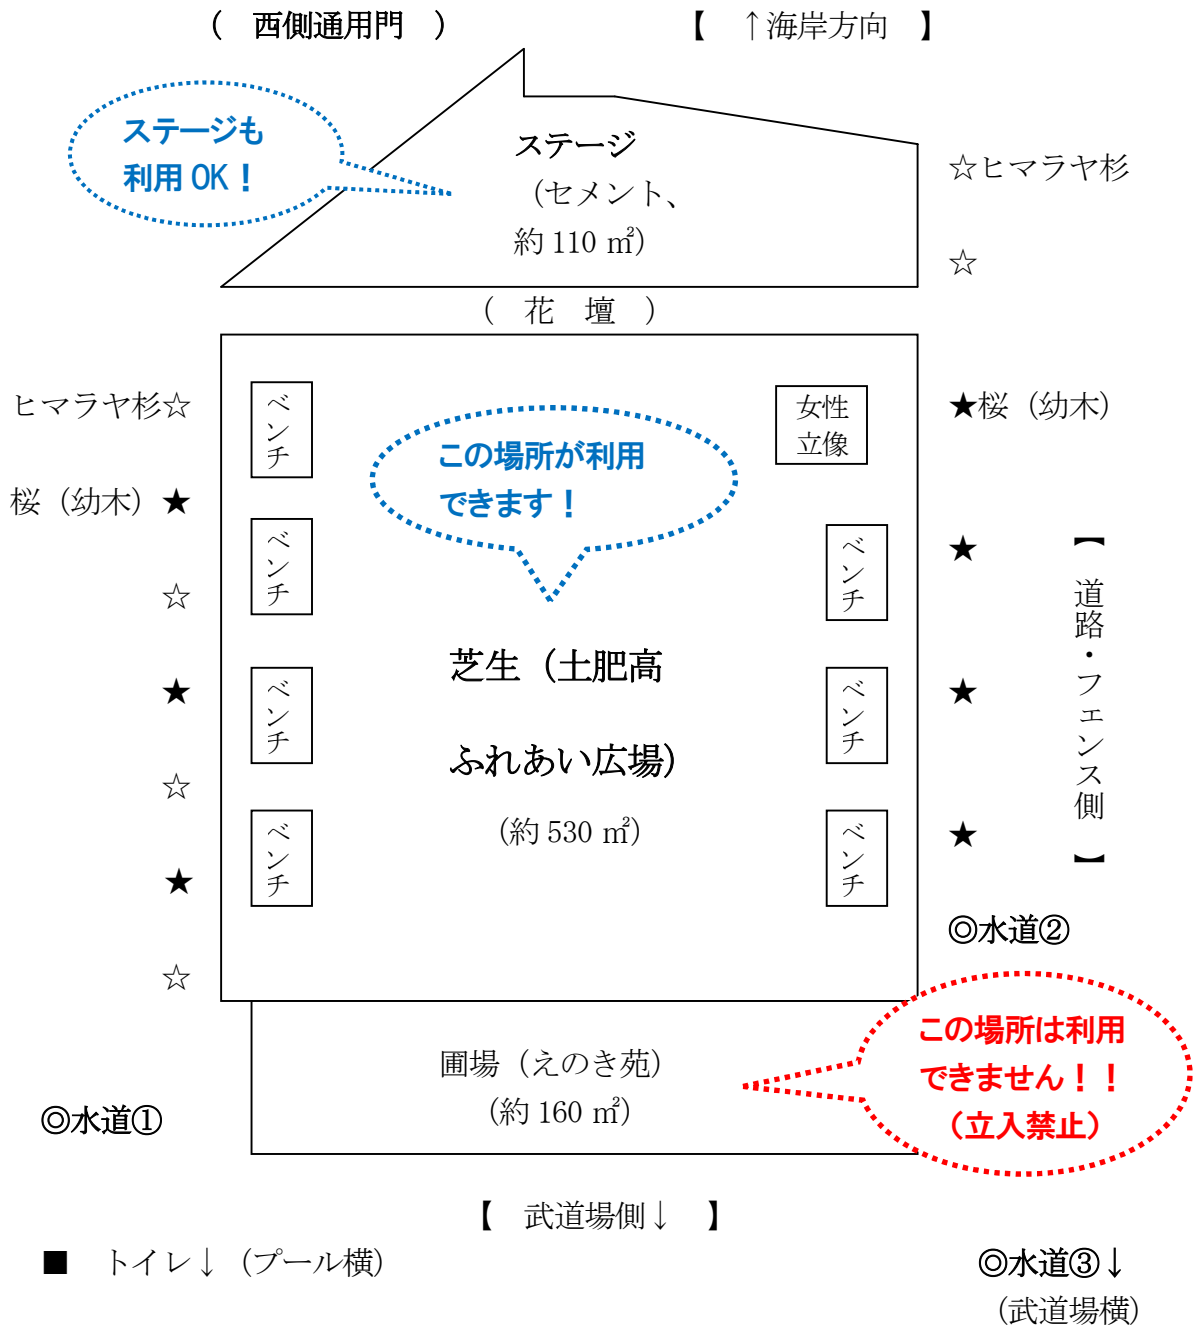 （　西側通用門　）
【　↑海岸方向　】
ステージも
利用 OK！
ステージ
（セメント、
約 110 ㎡）
☆ヒマラヤ杉
☆
（　花　壇　）
ヒマラヤ杉☆
ベンチ
女性
立像
★桜（幼木）
この場所が利用
できます！
桜（幼木）★
ベンチ
ベンチ
★
【　道路・フェンス側　】
☆
芝生（土肥高
ふれあい広場）
（約 530 ㎡）
★
ベンチ
ベンチ
★
☆
ベンチ
ベンチ
★
★
◎水道②
☆
この場所は利用
できません！！
（立入禁止）
圃場（えのき苑）
（約 160 ㎡）
◎水道①
【　武道場側↓　】
■　トイレ↓（プール横）
◎水道③↓
（武道場横）